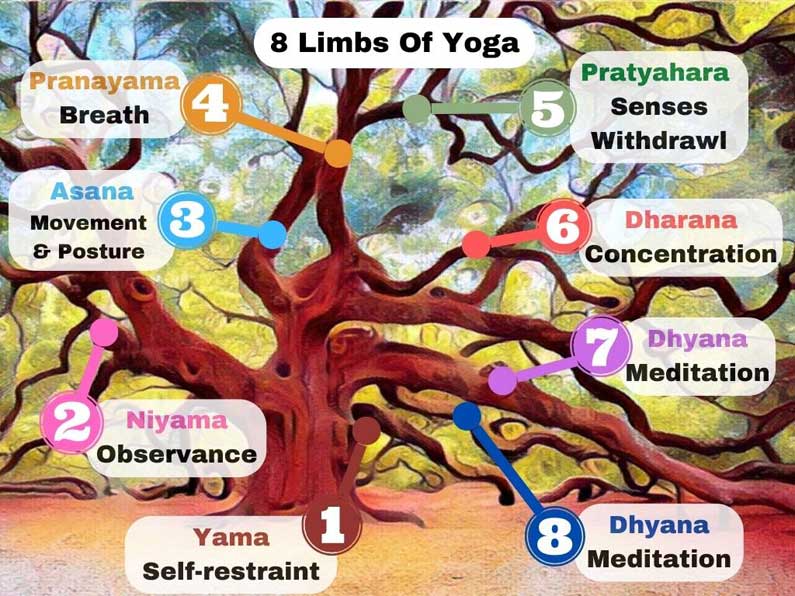 8 Limbs Of Yoga
Pranayama
Breath
4
5
Pratyahara
Senses
Withdrawl
Asana
Movement
& Posture
3
6
Dharana
Concentration
7
Dhyana
Meditation
2
Niyama
Observance
1
Yama
Self-restraint
8
Dhyana
Meditation